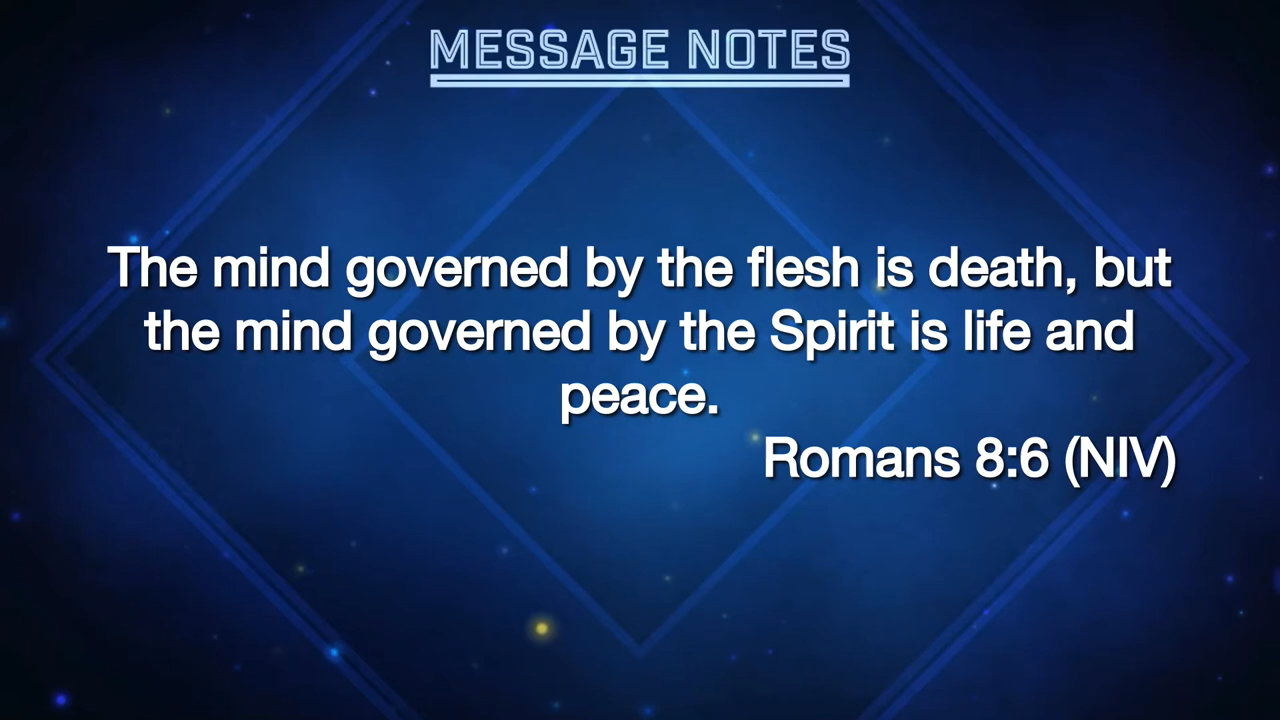 MESSAGE NOTES
The mind governed by the flesh is death, but
the mind governed by the Spirit is life and
peace.
Romans 8:6 (NIV)